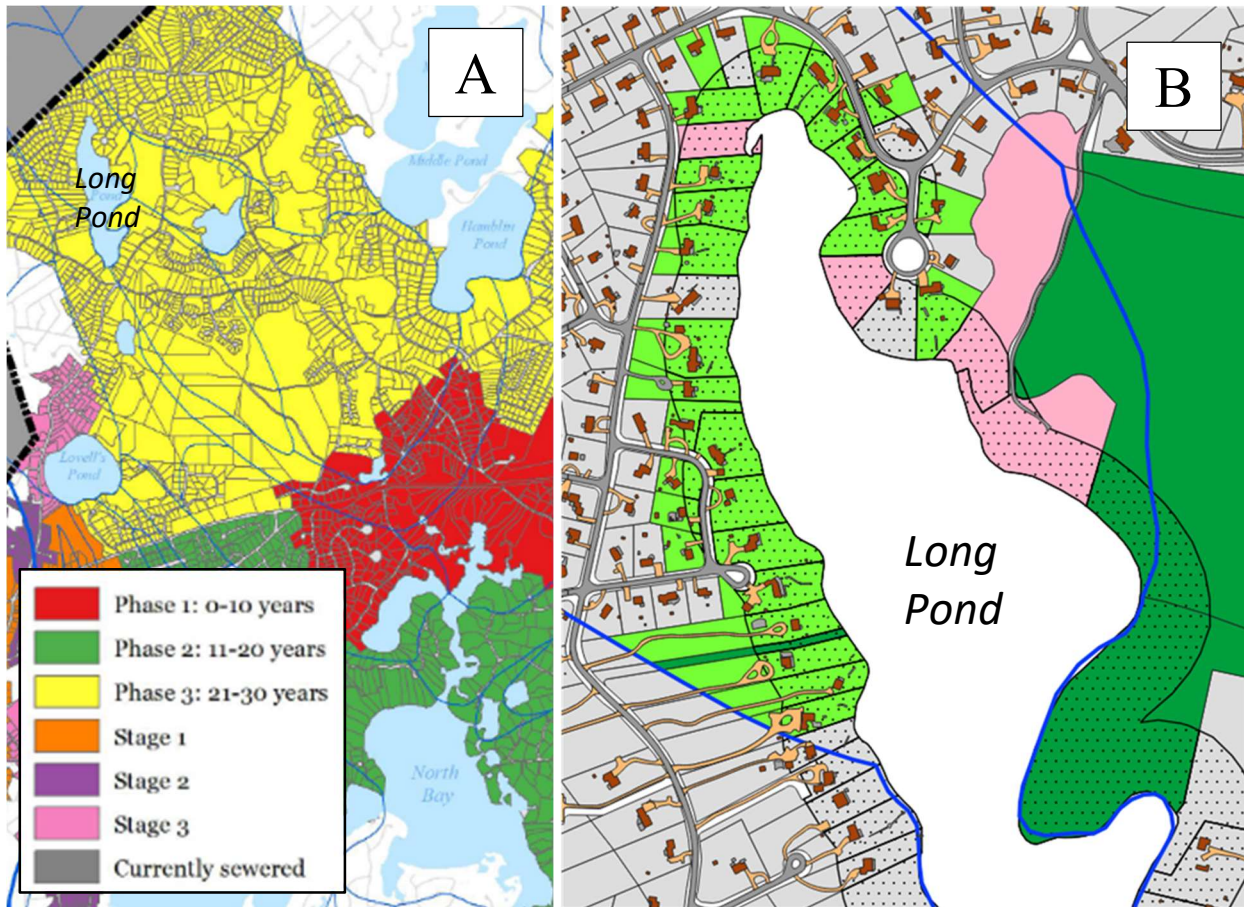 A
Long
Pond
Middle Pond
Hamblin
Pond
Lovell's
Pond
Phase 1: 0-10 years
Phase 2: 11-20 years
Phase 3: 21-30 years
Stage 1
Stage 2
Stage 3
Currently sewered
North
Bay
B
Long
Pond